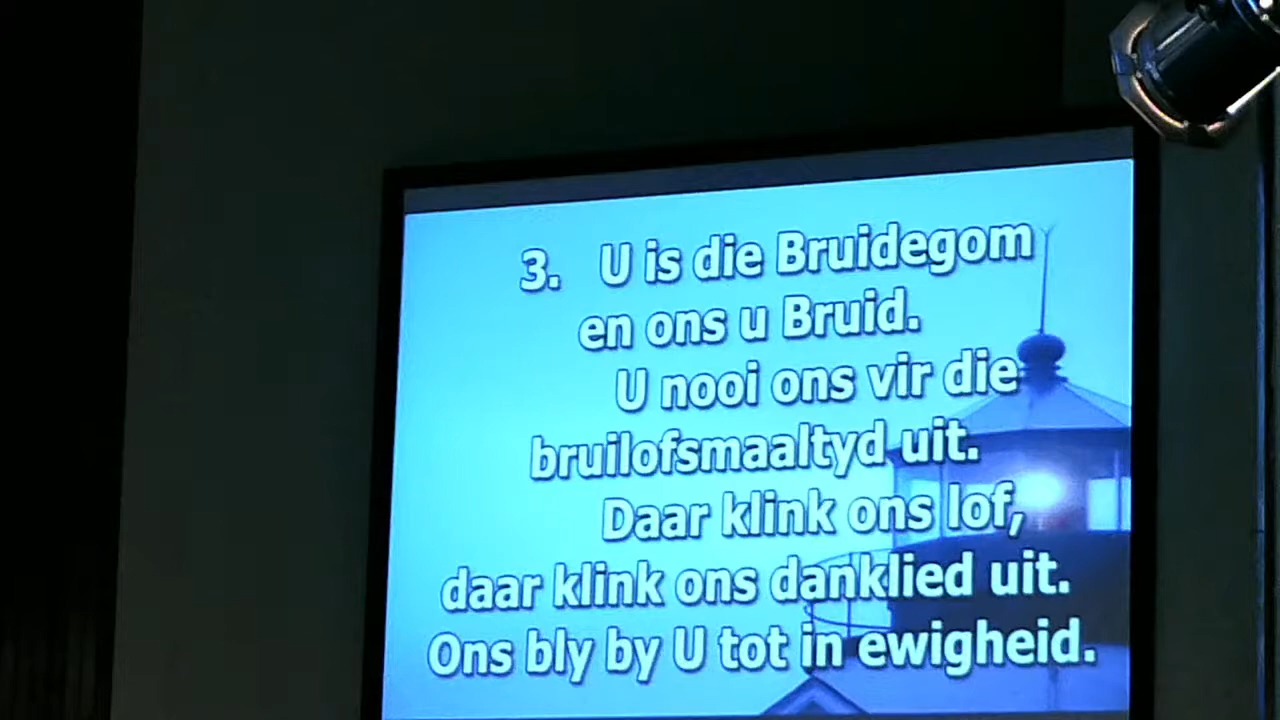 3. U is die Bruidegom
en ons u Bruid.
U nooi ons vir die
bruilofsmaaltyd uit.
Daar klink ons lof,
daar klink ons danklied uit.
Ons bly by U tot in ewigheid.